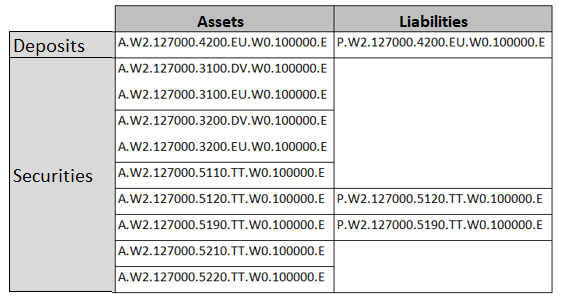 Assets Liabilities
Deposits A.W2.127000.4200.EU.W0.100000.E P.W2.127000.4200.EU.W0.100000.E
A.W2.127000.3100.DV.W0.100000.E
A.W2.127000.3100.EU.W0.100000.E
A.W2.127000.3200.DV.W0.100000.E
A.W2.127000.3200.EU.W0.100000.E
Securities A.W2.127000.5110.TT.W0.100000.E
A.W2.127000.5120.TT.W0.100000.E P.W2.127000.5120.TT.W0.100000.E
A.W2.127000.5190.TT.W0.100000.E P.W2.127000.5190.TT.W0.100000.E
A.W2.127000.5210.TT.W0.100000.E
A.W2.127000.5220.TT.W0.100000.E